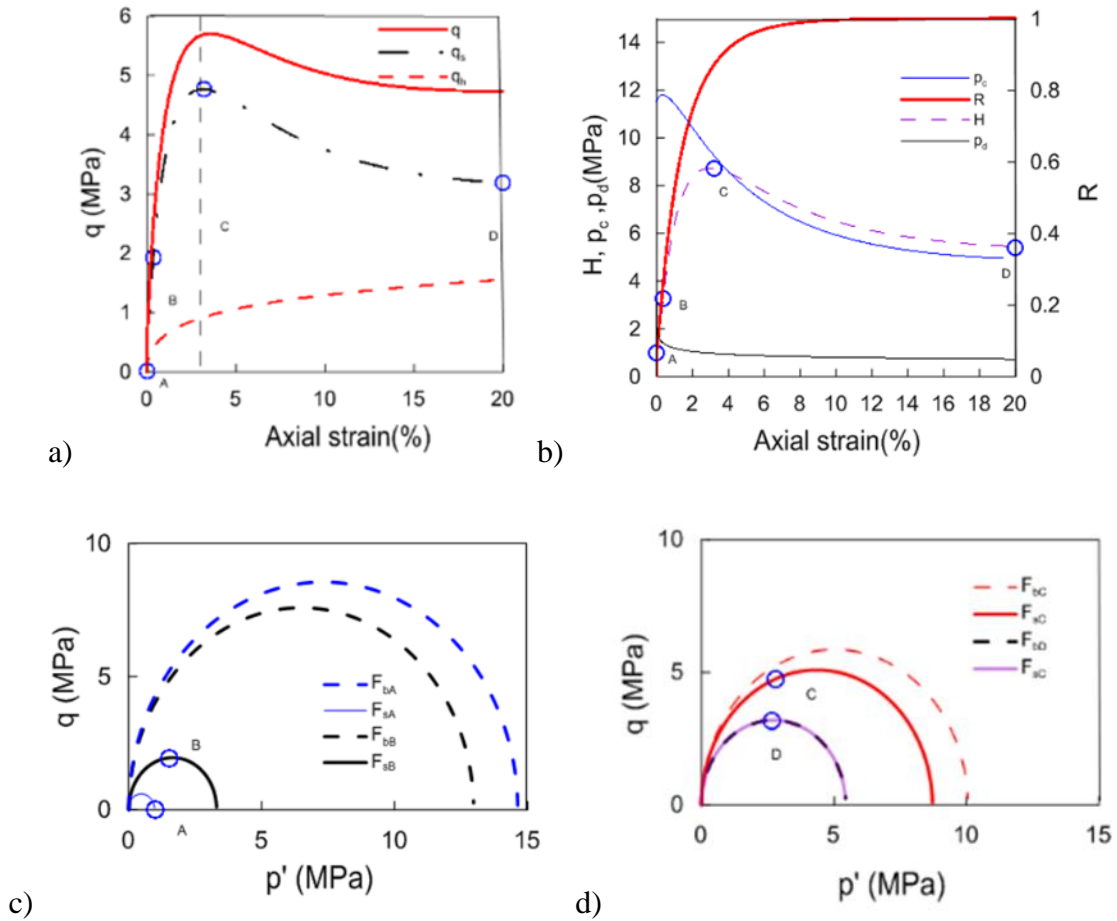 6
5
4
3
2
1
0
q (MPa)
q
qs
qh
A
B
C
D
0
5
10
15
20
Axial strain(%)
a)
14
12
10
8
6
4
2
0
H, pc ,pd(MPa)
pc
R
H
pd
A
B
C
D
1
0.8
0.6
0.4
0.2
0
R
0 2 4 6 8 10 12 14 16 18 20
Axial strain(%)
b)
10
5
0
q (MPa)
FbA
FsA
FbB
FsB
B
A
0
5
10
15
p' (MPa)
c)
10
5
0
q (MPa)
FbC
FsC
FbD
FsC
C
D
0
5
10
15
p' (MPa)
d)